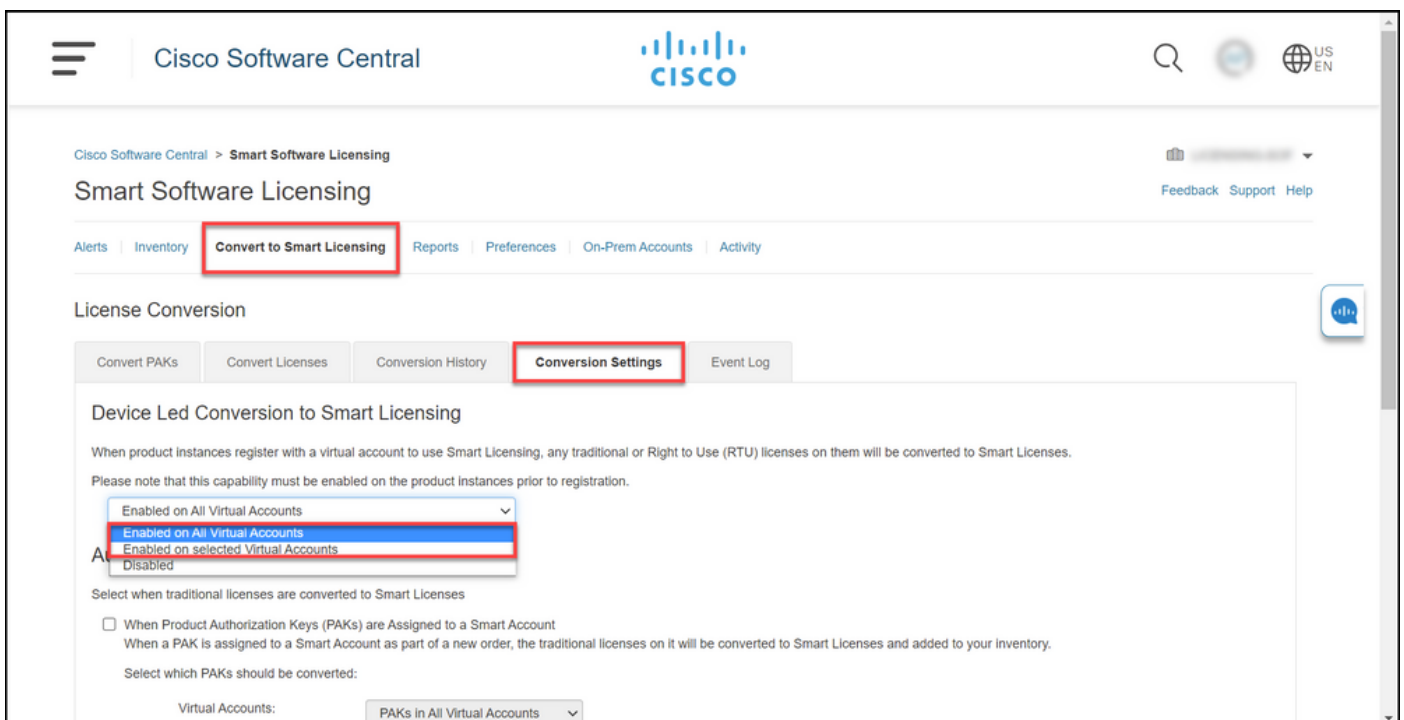 Cisco Software Central
CISCO
US
EN
Cisco Software Central > Smart Software Licensing
Smart Software Licensing
Feedback Support Help
Alerts Inventory Convert to Smart Licensing Reports Preferences On-Prem Accounts Activity
License Conversion
Convert PAKs Convert Licenses Conversion History Conversion Settings Event Log
Device Led Conversion to Smart Licensing
When product instances register with a virtual account to use Smart Licensing, any traditional or Right to Use (RTU) licenses on them will be converted to Smart Licenses.
Please note that this capability must be enabled on the product instances prior to registration.
Enabled on All Virtual Accounts
Enabled on All Virtual Accounts
Enabled on selected Virtual Accounts
Disabled
Select when traditional licenses are converted to Smart Licenses
When Product Authorization Keys (PAKs) are Assigned to a Smart Account
When a PAK is assigned to a Smart Account as part of a new order, the traditional licenses on it will be converted to Smart Licenses and added to your inventory.
Select which PAKs should be converted:
Virtual Accounts: PAKs in All Virtual Accounts